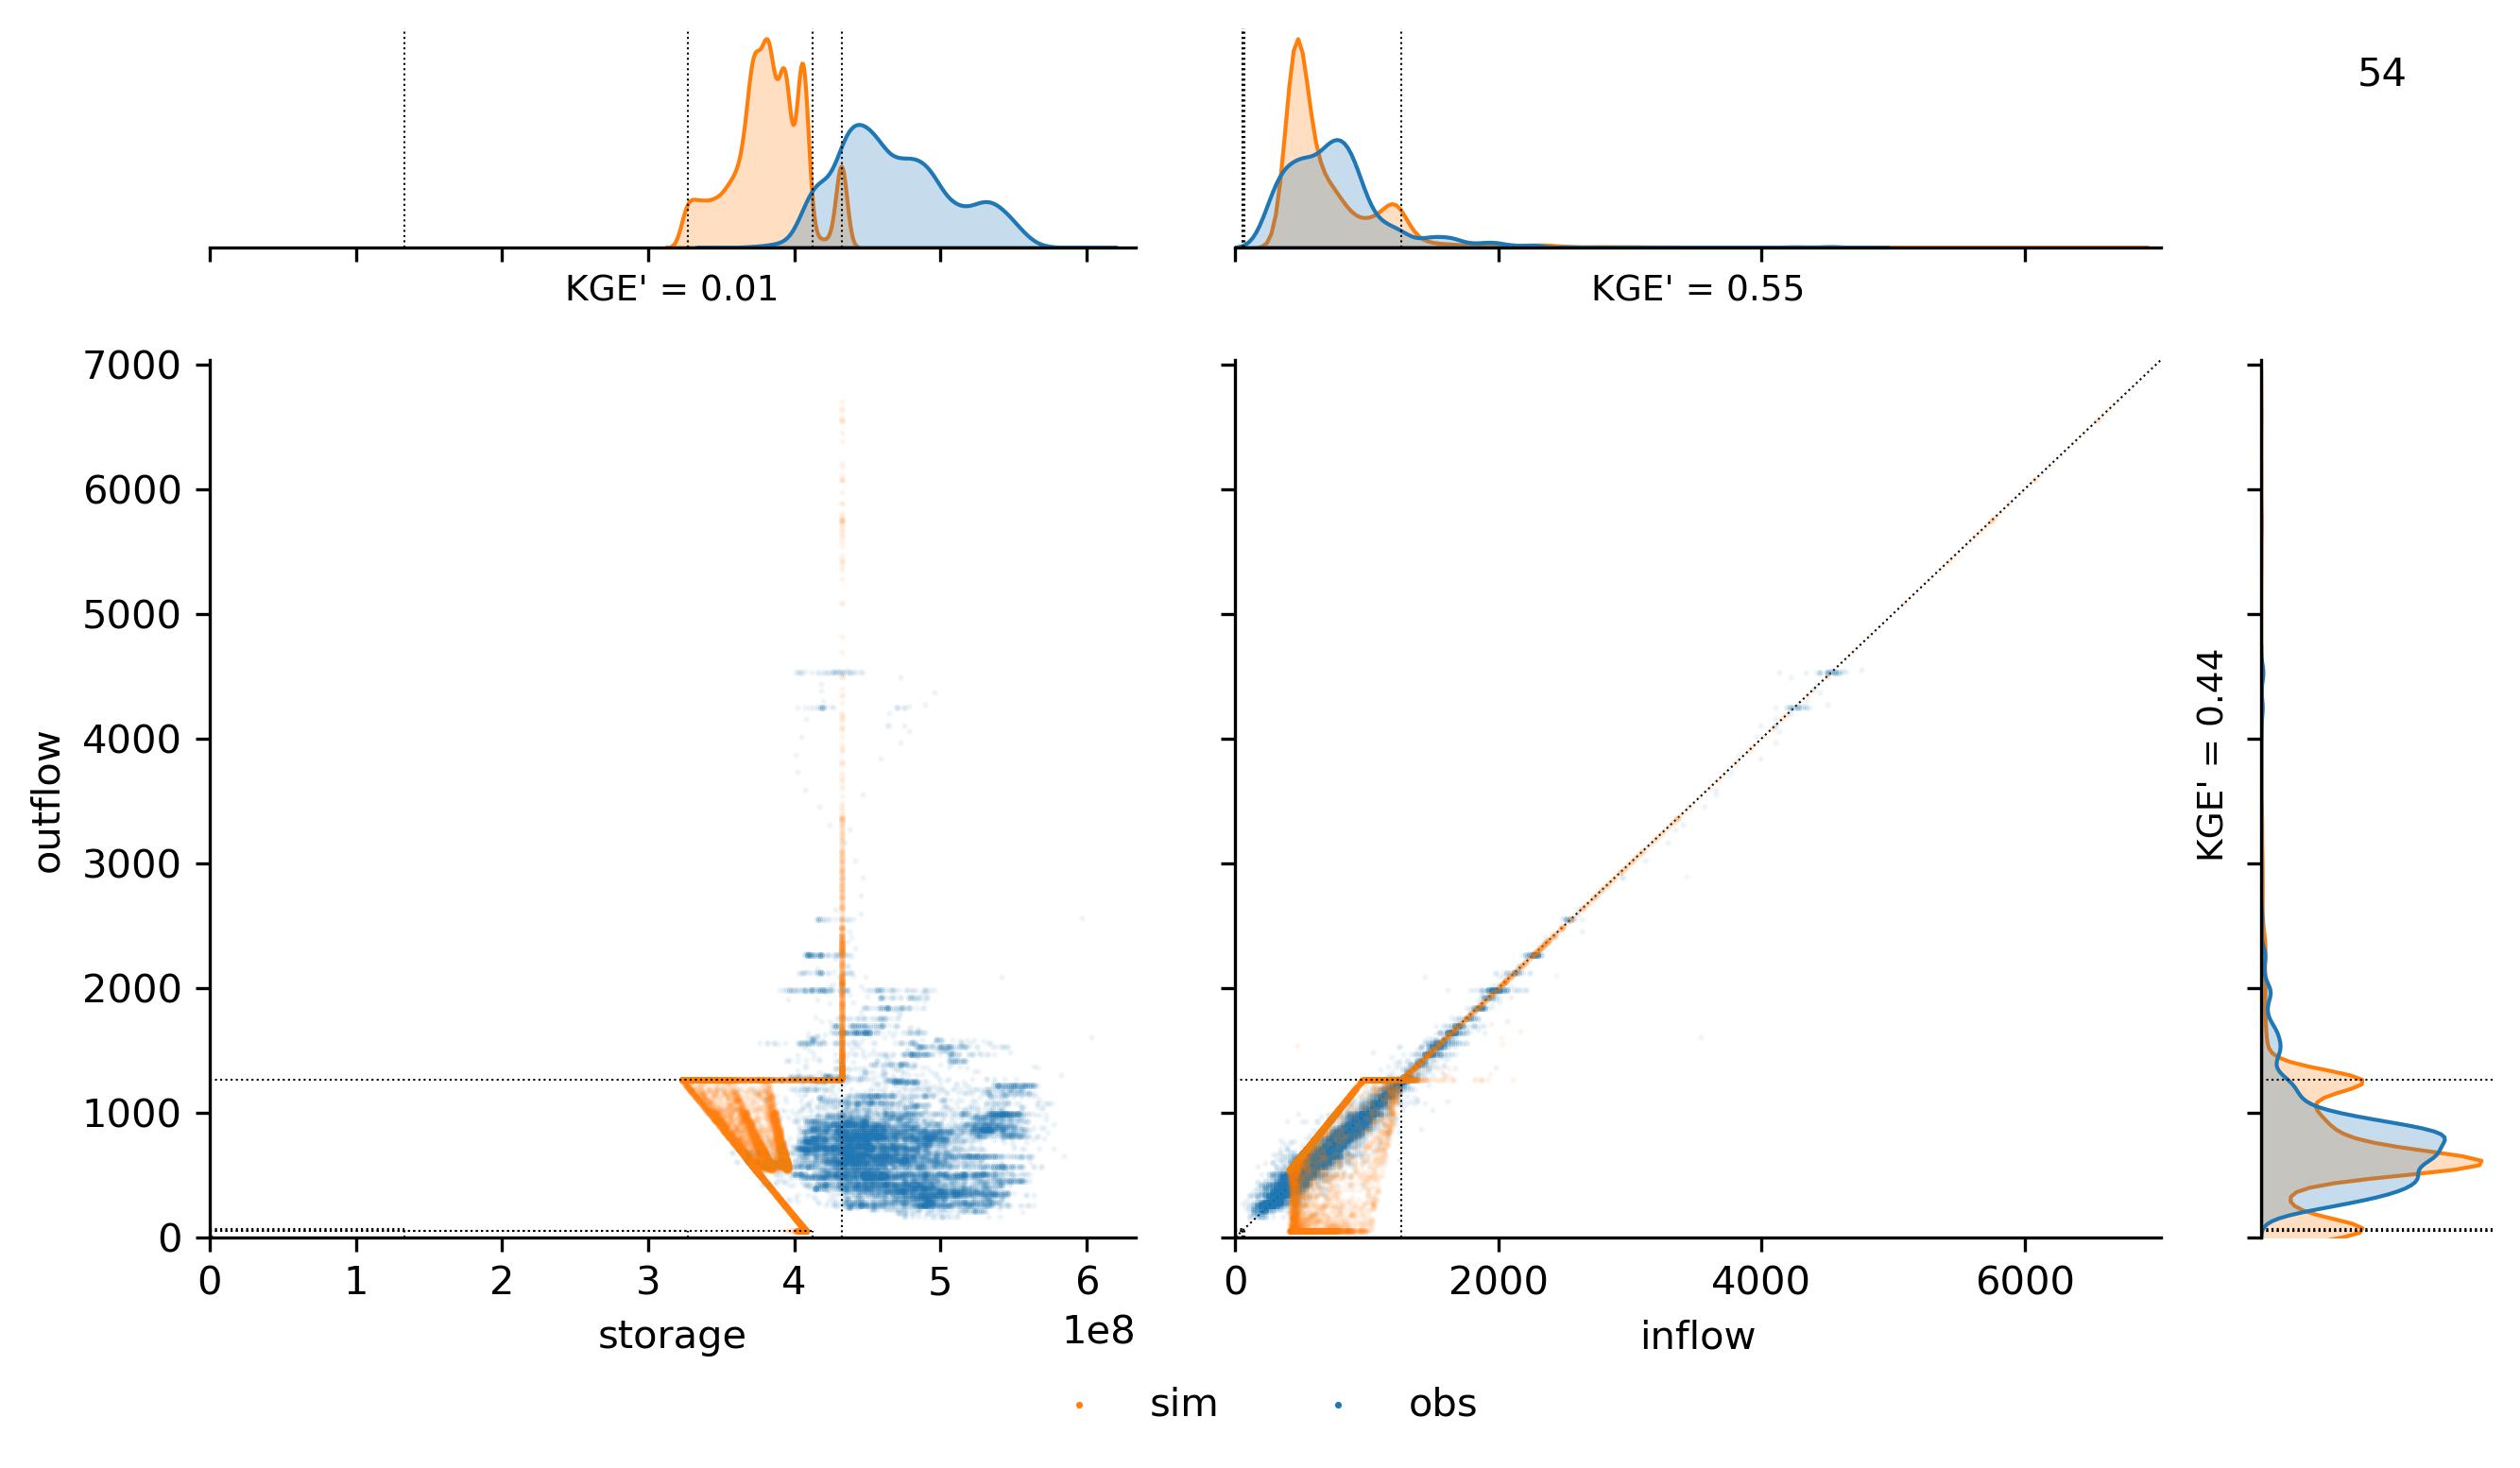 54
KGE' = 0.01
KGE' = 0.55
7000
6000
5000
4000
3000
2000
1000
0
outflow
KGE' = 0.44
0 1 2 3 4 5 6
1e8
storage
0 2000 4000 6000
inflow
sim obs